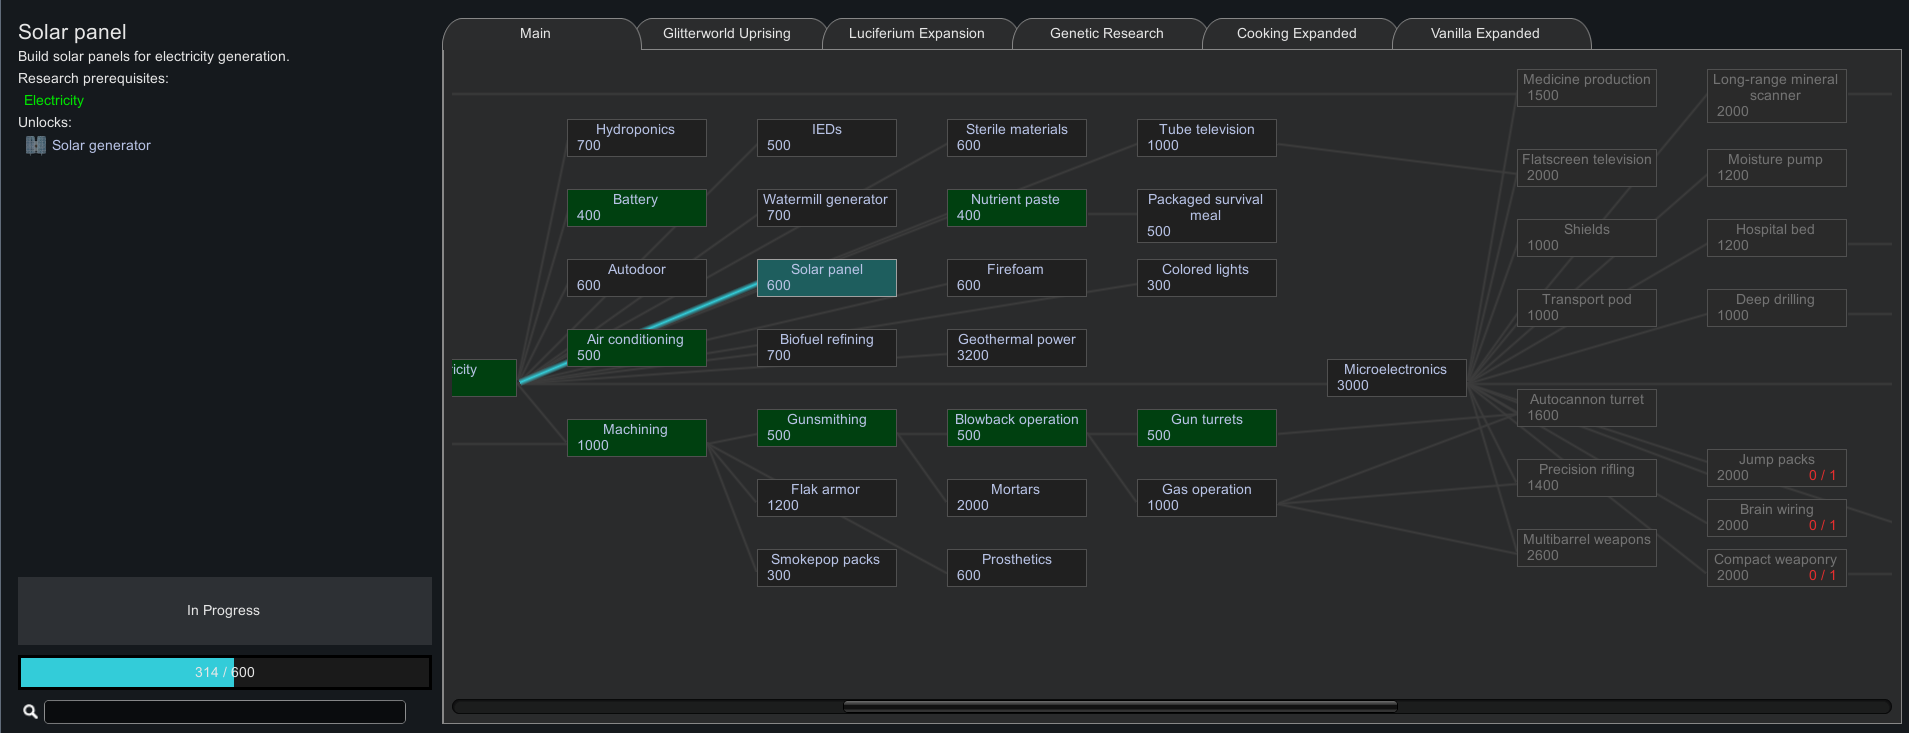 Solar panel
Build solar panels for electricity generation.
Research prerequisites:
Electricity
Unlocks:
Solar generator
In Progress
314 / 600
Main
Glitterworld Uprising
Luciferium Expansion
Genetic Research
Cooking Expanded
Vanilla Expanded
Medicine production
1500
Long-range mineral
scanner
2000
Hydroponics
700
IEDs
500
Sterile materials
600
Tube television
1000
Flatscreen television
2000
Moisture pump
1200
Battery
400
Watermill generator
700
Nutrient paste
400
Packaged survival
meal
500
Shields
1000
Hospital bed
1200
Autodoor
600
Solar panel
600
Firefoam
600
Colored lights
300
Transport pod
1000
Deep drilling
1000
Air conditioning
500
Biofuel refining
700
Geothermal power
3200
ricity
Microelectronics
3000
Autocannon turret
1600
Machining
1000
Gunsmithing
500
Blowback operation
500
Gun turrets
500
Precision rifling
1400
Jump packs
2000 0 / 1
Flak armor
1200
Mortars
2000
Gas operation
1000
Brain wiring
2000 0 / 1
Smokepop packs
300
Prosthetics
600
Multibarrel weapons
2600
Compact weaponry
2000 0 / 1